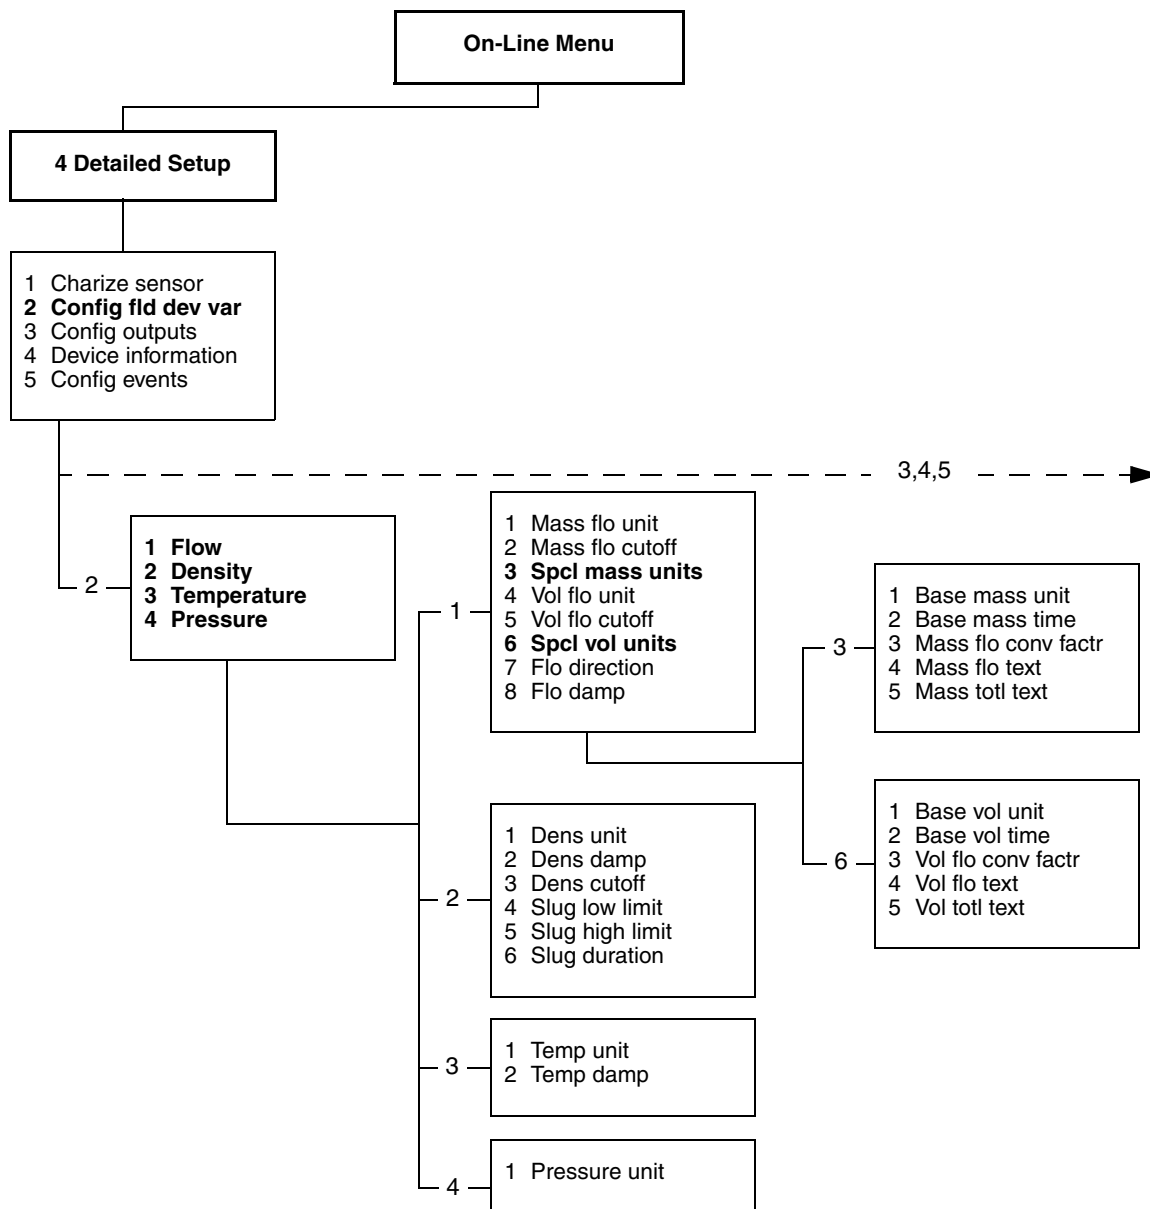 On-Line Menu
4 Detailed Setup
1 Charize sensor
2 Config fld dev var
3 Config outputs
4 Device information
5 Config events
3,4,5
2
1 Flow
2 Density
3 Temperature
4 Pressure
1
1 Mass flo unit
2 Mass flo cutoff
3 Spcl mass units
4 Vol flo unit
5 Vol flo cutoff
6 Spcl vol units
7 Flo direction
8 Flo damp
3
1 Base mass unit
2 Base mass time
3 Mass flo conv factr
4 Mass flo text
5 Mass totl text
6
1 Base vol unit
2 Base vol time
3 Vol flo conv factr
4 Vol flo text
5 Vol totl text
2
1 Dens unit
2 Dens damp
3 Dens cutoff
4 Slug low limit
5 Slug high limit
6 Slug duration
3
1 Temp unit
2 Temp damp
4
1 Pressure unit